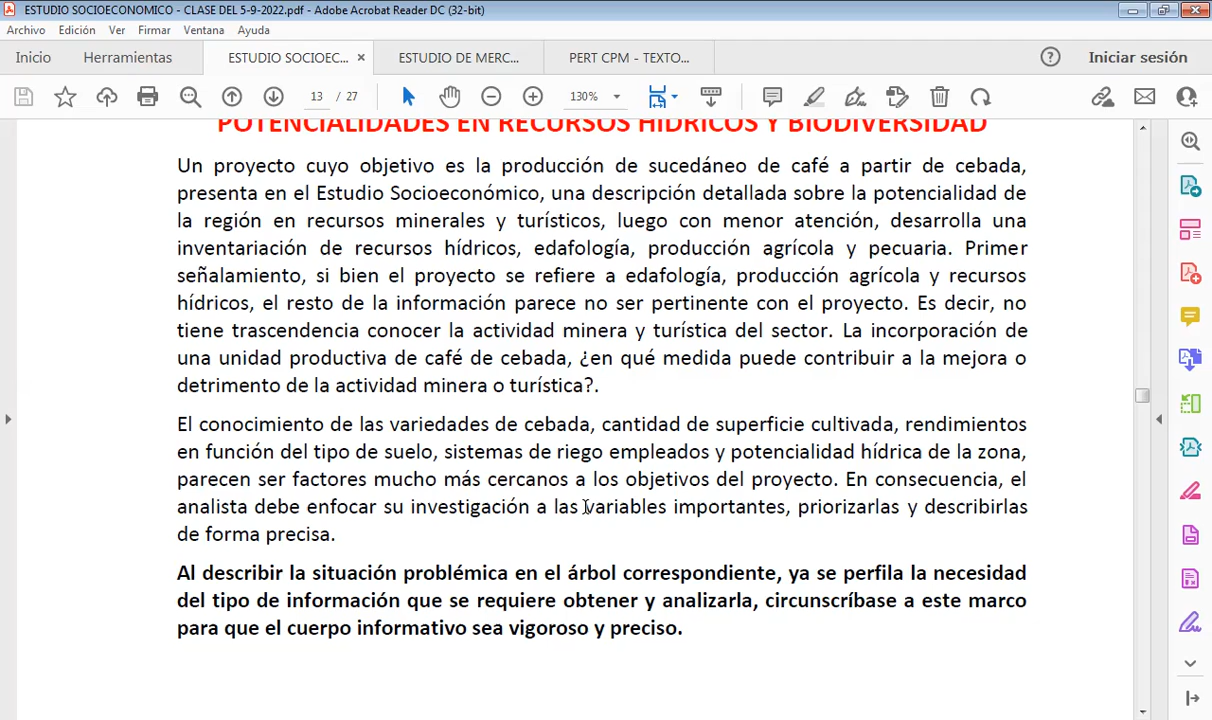 ESTUDIO SOCIOECONOMICO - CLASE DEL 5-9-2022.pdf - Adobe Acrobat Reader DC (32-bit)
Archivo Edición Ver Firmar Ventana Ayuda
Inicio Herramientas ESTUDIO SOCIOEC... × ESTUDIO DE MERC... PERT CPM - TEXTO... Iniciar sesión
13 / 27 130%
POTENCIALIDADES EN RECURSOS HÍDRICOS Y BIODIVERSIDAD
Un proyecto cuyo objetivo es la producción de sucedáneo de café a partir de cebada,
presenta en el Estudio Socioeconómico, una descripción detallada sobre la potencialidad de
la región en recursos minerales y turísticos, luego con menor atención, desarrolla una
inventariación de recursos hídricos, edafología, producción agrícola y pecuaria. Primer
señalamiento, si bien el proyecto se refiere a edafología, producción agrícola y recursos
hídricos, el resto de la información parece no ser pertinente con el proyecto. Es decir, no
tiene trascendencia conocer la actividad minera y turística del sector. La incorporación de
una unidad productiva de café de cebada, ¿en qué medida puede contribuir a la mejora o
detrimento de la actividad minera o turística?.
El conocimiento de las variedades de cebada, cantidad de superficie cultivada, rendimientos
en función del tipo de suelo, sistemas de riego empleados y potencialidad hídrica de la zona,
parecen ser factores mucho más cercanos a los objetivos del proyecto. En consecuencia, el
analista debe enfocar su investigación a las variables importantes, priorizarlas y describirlas
de forma precisa.
Al describir la situación problémica en el árbol correspondiente, ya se perfila la necesidad
del tipo de información que se requiere obtener y analizarla, circunscríbase a este marco
para que el cuerpo informativo sea vigoroso y preciso.